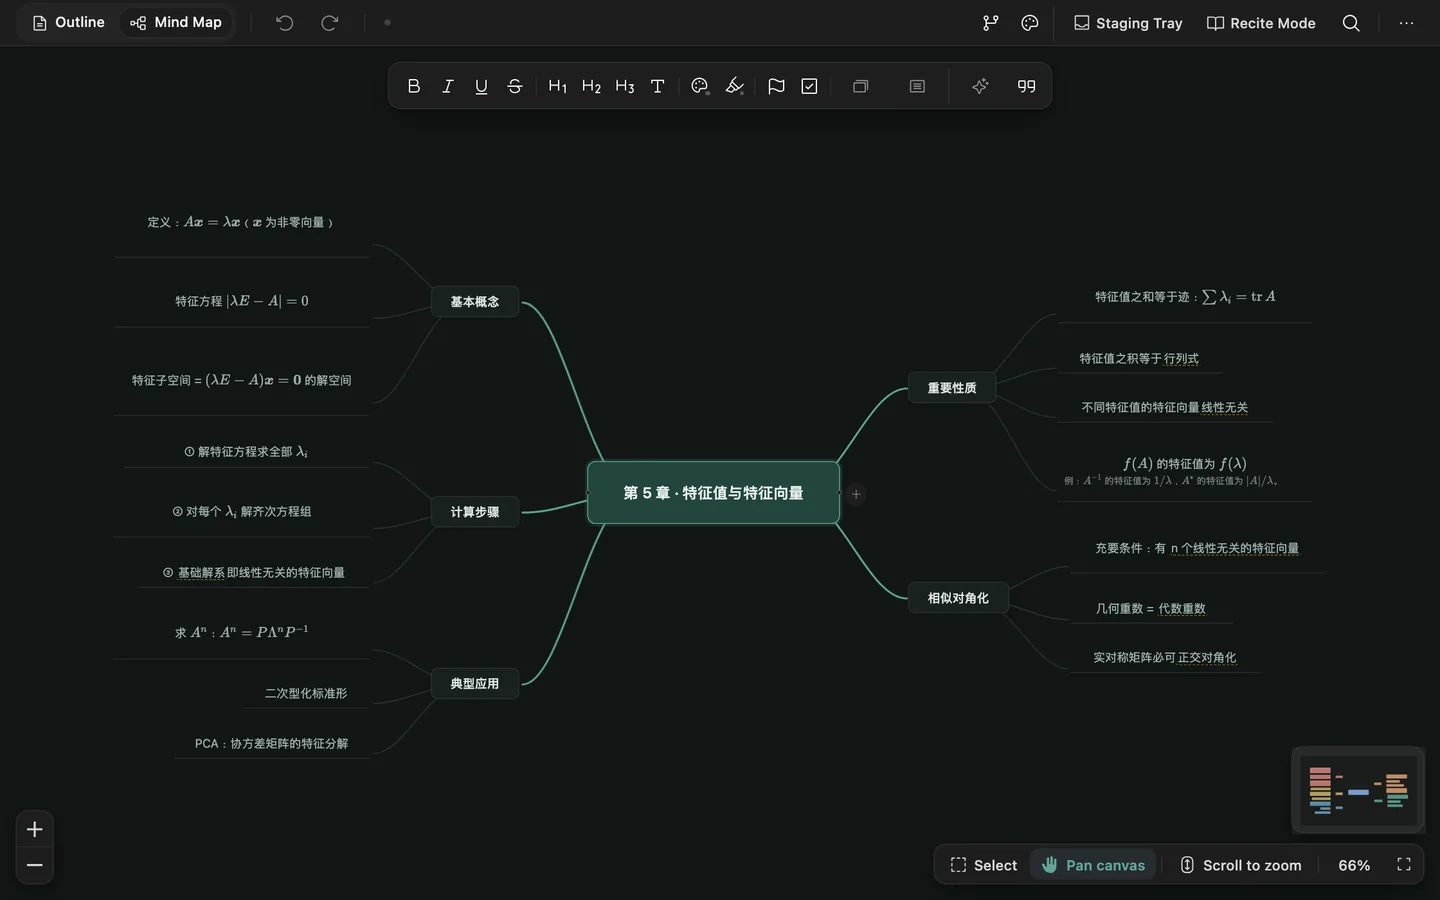 Outline
Mind Map
Staging Tray
Recite Mode
B I U S H1 H2 H3 T
定义：Ax = λx（x 为非零向量）
特征方程 |λE − A| = 0
特征子空间 = (λE − A)x = 0 的解空间
基本概念
① 解特征方程求全部 λᵢ
② 对每个 λᵢ 解齐次方程组
③ 基础解系即线性无关的特征向量
计算步骤
求 Aⁿ：Aⁿ = PΛⁿP⁻¹
二次型化标准形
PCA：协方差矩阵的特征分解
典型应用
第 5 章 · 特征值与特征向量
重要性质
特征值之和等于迹：∑ λᵢ = tr A
特征值之积等于行列式
不同特征值的特征向量线性无关
f(A) 的特征值为 f(λ)
例：A⁻¹ 的特征值为 1/λ，A* 的特征值为 |A|/λ。
相似对角化
充要条件：有 n 个线性无关的特征向量
几何重数 = 代数重数
实对称矩阵必可正交对角化
Select
Pan canvas
Scroll to zoom
66%